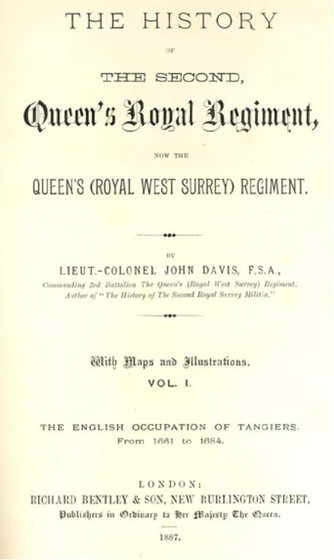 THE HISTORY
OF
THE SECOND,
Queen's Royal Regiment,
NOW THE
QUEEN'S (ROYAL WEST SURREY) REGIMENT.
BY
LIEUT.-COLONEL JOHN DAVIS, F.S.A.,
Commanding 3rd Battalion The Queen's (Royal West Surrey) Regiment.
Author of "The History of The Second Royal Surrey Militia."
With Maps and Illustrations.
VOL. I.
THE ENGLISH OCCUPATION OF TANGIERS.
From 1661 to 1684.
LONDON:
RICHARD BENTLEY & SON, NEW BURLINGTON STREET,
Publishers in Ordinary to Her Majesty The Queen.
1887.